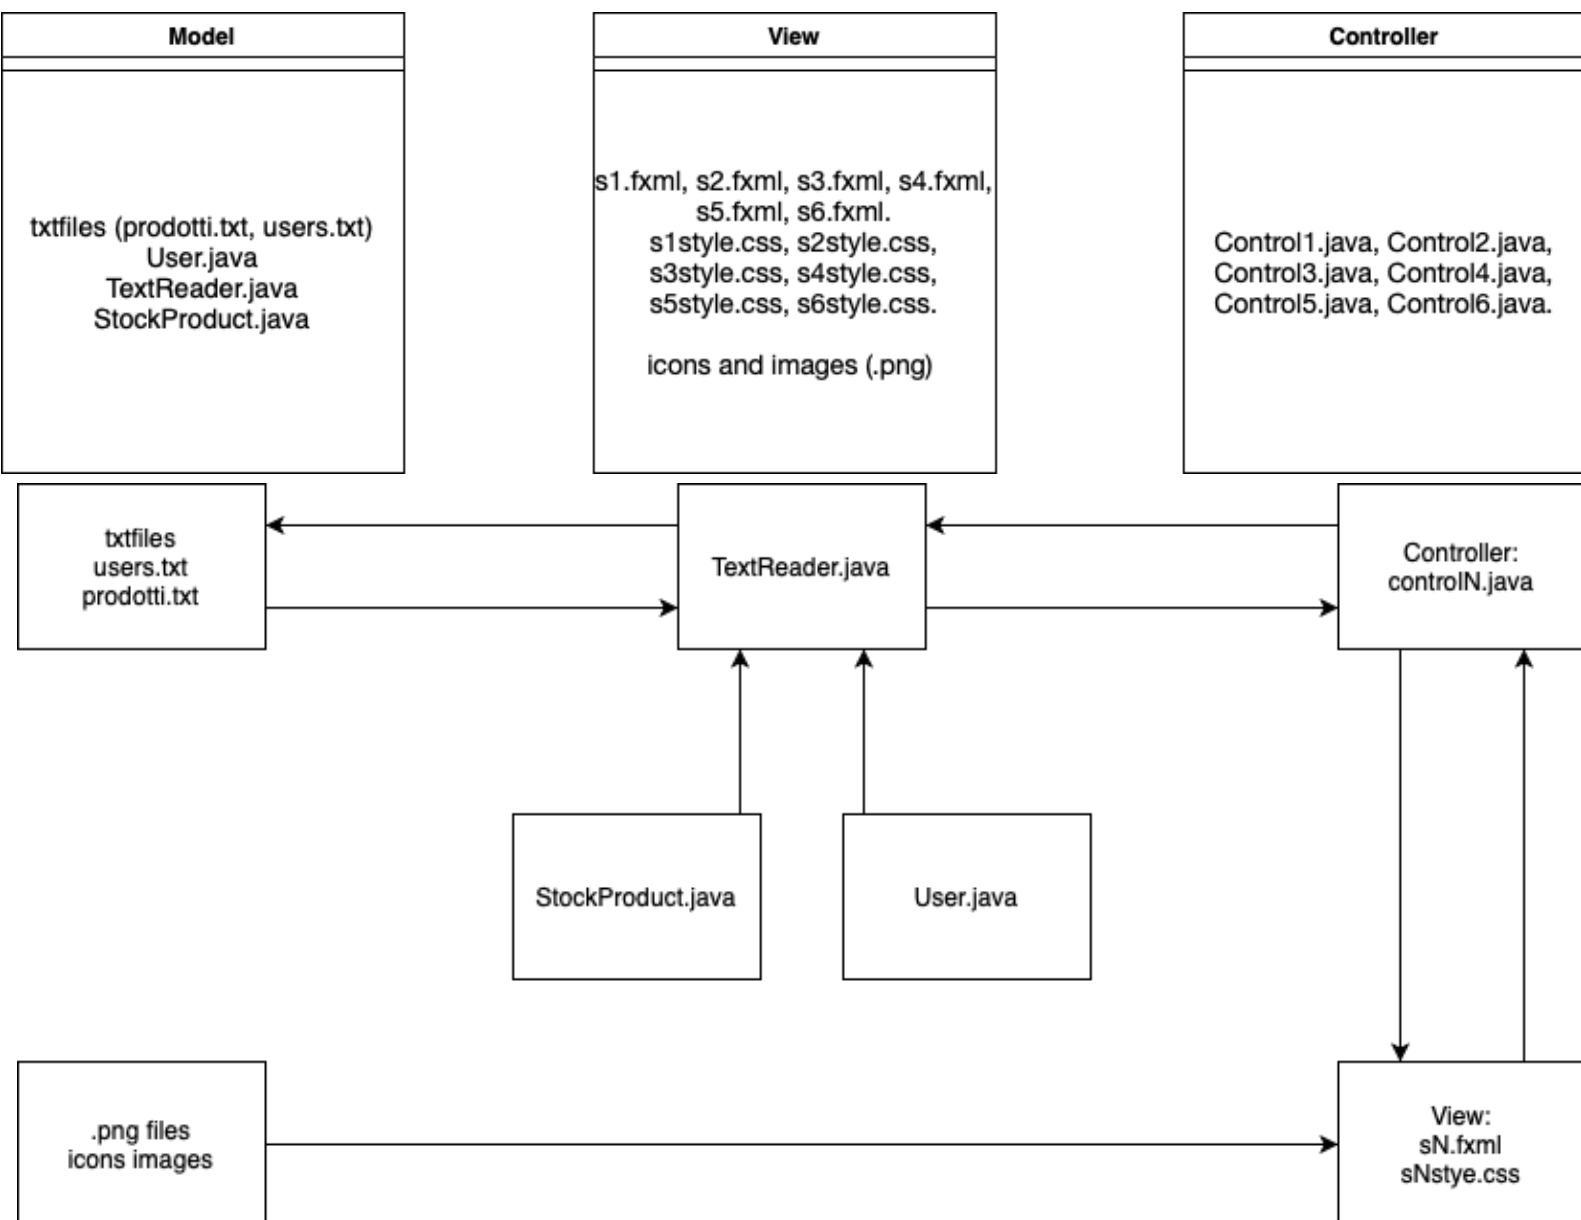 Model
txtfiles (prodotti.txt, users.txt)
User.java
TextReader.java
StockProduct.java
View
s1.fxml, s2.fxml, s3.fxml, s4.fxml,
s5.fxml, s6.fxml.
s1style.css, s2style.css,
s3style.css, s4style.css,
s5style.css, s6style.css.
icons and images (.png)
Controller
Control1.java, Control2.java,
Control3.java, Control4.java,
Control5.java, Control6.java.
txtfiles
users.txt
prodotti.txt
TextReader.java
Controller:
controlN.java
StockProduct.java
User.java
.png files
icons images
View:
sN.fxml
sNstye.css